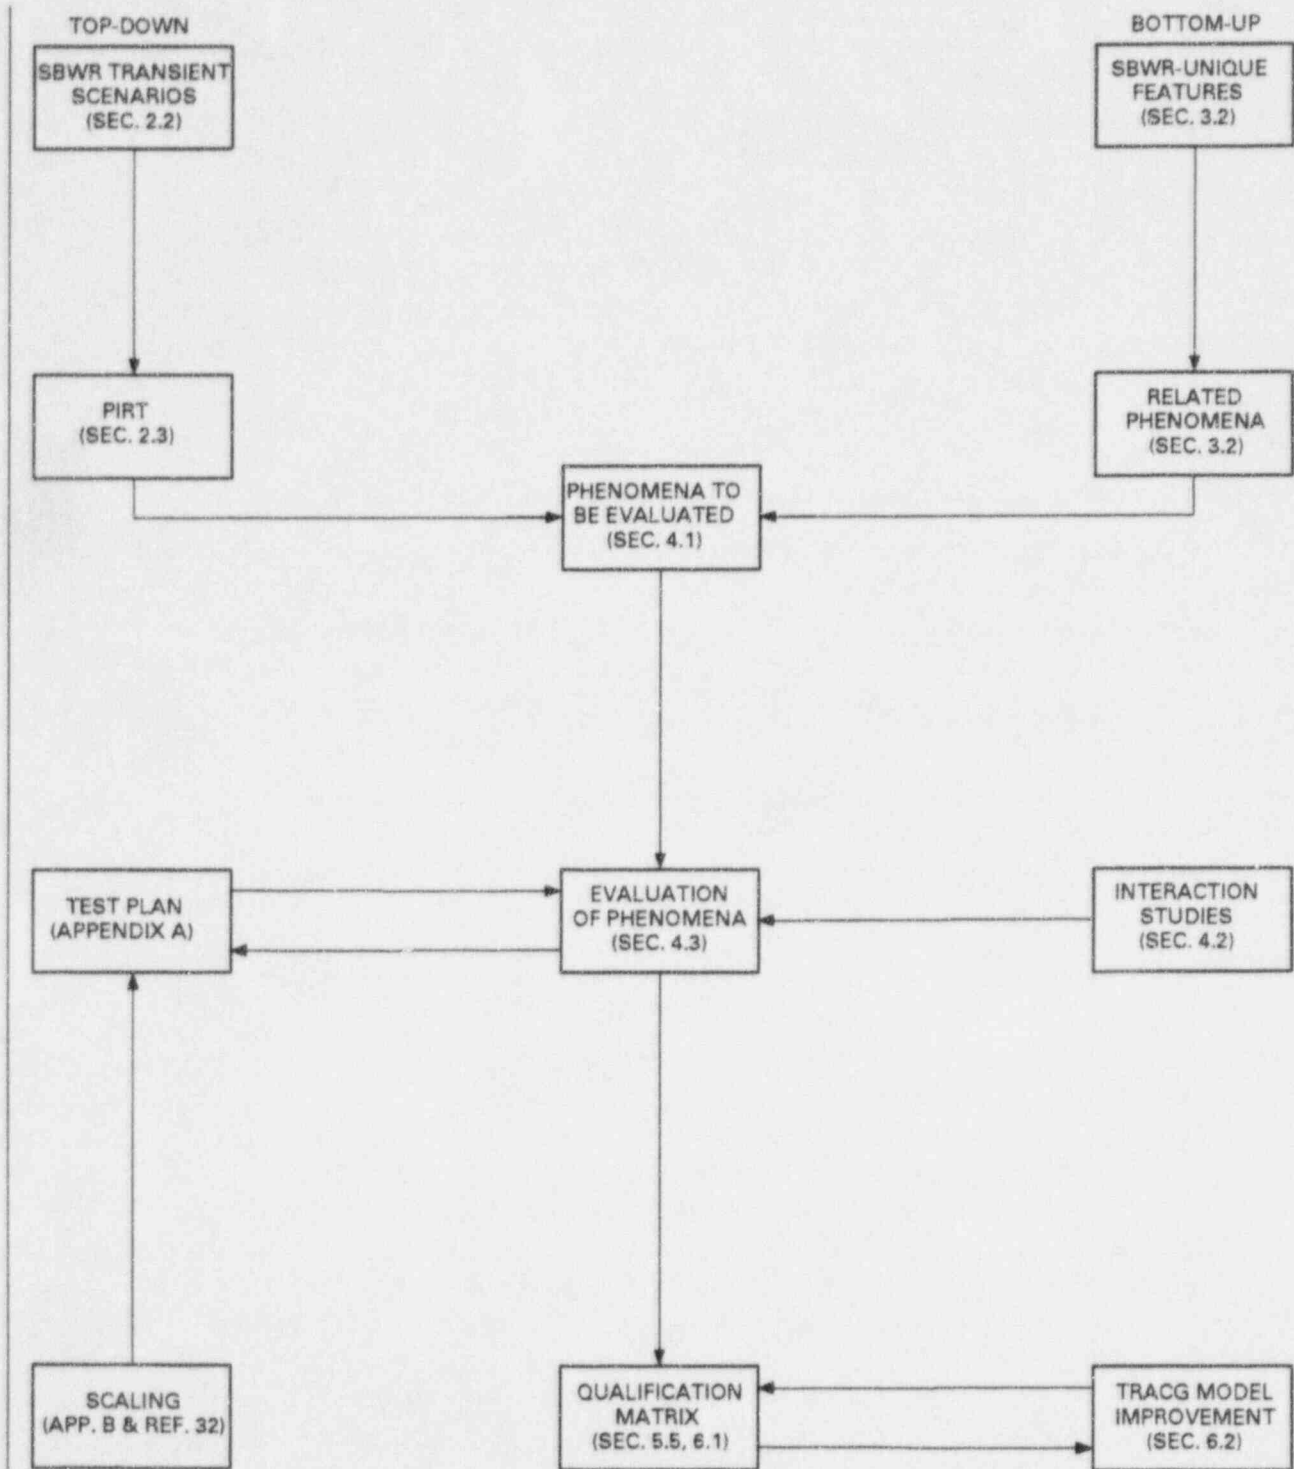 TOP-DOWN
SBWR TRANSIENT
SCENARIOS
(SEC. 2.2)
BOTTOM-UP
SBWR-UNIQUE
FEATURES
(SEC. 3.2)
PIRT
(SEC. 2.3)
RELATED
PHENOMENA
(SEC. 3.2)
PHENOMENA TO
BE EVALUATED
(SEC. 4.1)
TEST PLAN
(APPENDIX A)
EVALUATION
OF PHENOMENA
(SEC. 4.3)
INTERACTION
STUDIES
(SEC. 4.2)
SCALING
(APP. B & REF. 32)
QUALIFICATION
MATRIX
(SEC. 5.5, 6.1)
TRACG MODEL
IMPROVEMENT
(SEC. 6.2)